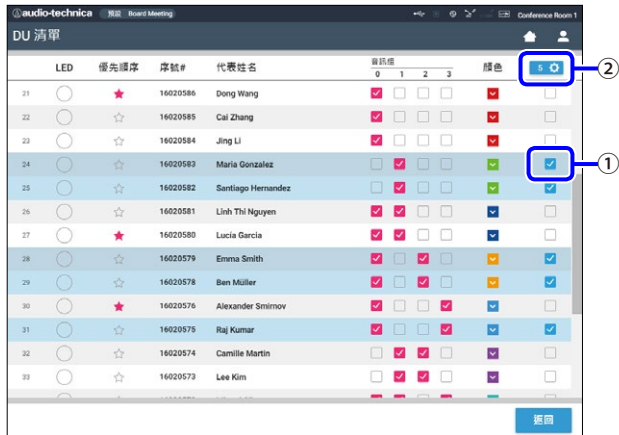 audio-technica 預設 Board Meeting Conference Room 1
DU 清單
LED 優先順序 序號# 代表姓名 音訊組 顏色 5 ②
0 1 2 3
21 16020586 Dong Wang
22 16020585 Cai Zhang
23 16020584 Jing Li
24 16020583 Maria Gonzalez ①
25 16020582 Santiago Hernandez
26 16020581 Linh Thi Nguyen
27 16020580 Lucía Garcia
28 16020579 Emma Smith
29 16020578 Ben Müller
30 16020576 Alexander Smirnov
31 16020575 Raj Kumar
32 16020574 Camille Martin
33 16020573 Lee Kim
返回